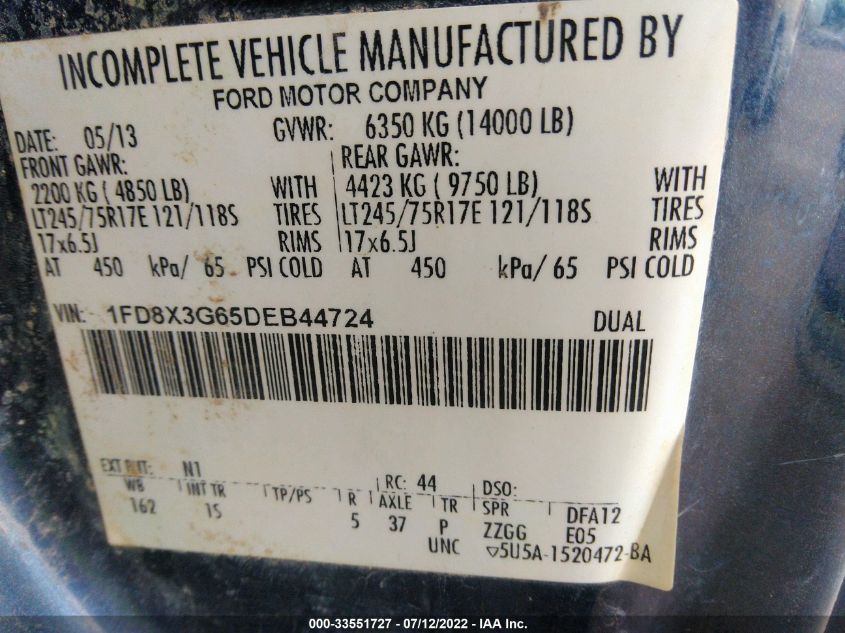 INCOMPLETE VEHICLE MANUFACTURED BY
FORD MOTOR COMPANY
DATE: 05/13 GVWR: 6350 KG (14000 LB)
FRONT GAWR: REAR GAWR:
2200 KG ( 4850 LB) WITH 4423 KG ( 9750 LB) WITH
LT245/75R17E 121/118S TIRES LT245/75R17E 121/118S TIRES
17x6.5J RIMS 17x6.5J RIMS
AT 450 kPa/ 65 PSI COLD AT 450 kPa/ 65 PSI COLD
VIN: 1FD8X3G65DEB44724 DUAL
EXT PNT: N1 RC: 44 DSO:
WB INT TR TP/PS R AXLE TR SPR DFA12
162 15 5 37 P ZZGG E05
UNC ▽5U5A-1520472-BA
000-33551727 - 07/12/2022 - IAA Inc.